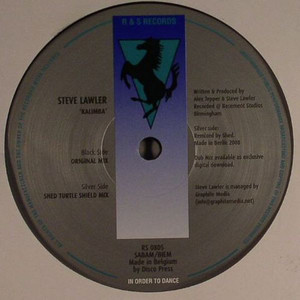 R & S RECORDS
STEVE LAWLER
"KALIMBA"
Black Side:
ORIGINAL MIX
Silver Side:
SHED TURTLE SHIELD MIX
Written & Produced by
Alex Tepper & Steve Lawler
Recorded @ Recurrent Studios
Birmingham
Silver side:
Remixed by Shed.
Made in Berlin 2008
Dub Mix available as exclusive
digital download.
Steve Lawler is managed by
Graphite Media
RS 0805
SABAM/BIEM
Made in Belgium
by Disco Press
IN ORDER TO DANCE